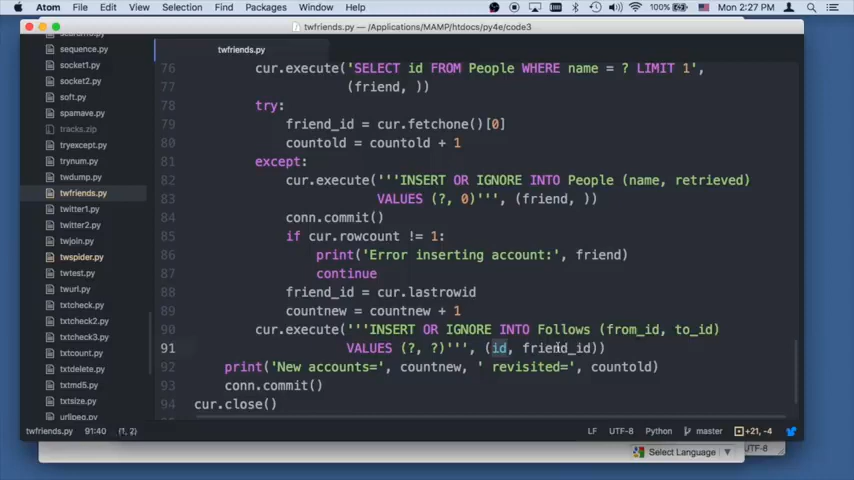 Atom File Edit View Selection Find Packages Window Help 100% Mon 2:27 PM
twfriends.py — /Applications/MAMP/htdocs/py4e/code3
twfriends.py
sequence.py
socket1.py
socket2.py
soft.py
spamave.py
tracks.zip
tryexcept.py
trynum.py
twdump.py
twfriends.py
twitter1.py
twitter2.py
twjoin.py
twspider.py
twtest.py
twurl.py
txtcheck.py
txtcheck2.py
txtcheck3.py
txtcount.py
txtdelete.py
txtsize.py
urljpeg.py
76 cur.execute('SELECT id FROM People WHERE name = ? LIMIT 1',
77 (friend, ))
78 try:
79 friend_id = cur.fetchone()[0]
80 countold = countold + 1
81 except:
82 cur.execute('''INSERT OR IGNORE INTO People (name, retrieved)
83 VALUES (?, 0)''', (friend, ))
84 conn.commit()
85 if cur.rowcount != 1:
86 print('Error inserting account:', friend)
87 continue
88 friend_id = cur.lastrowid
89 countnew = countnew + 1
90 cur.execute('''INSERT OR IGNORE INTO Follows (from_id, to_id)
91 VALUES (?, ?)''', (id, friend_id))
92 print('New accounts=', countnew, ' revisited=', countold)
93 conn.commit()
94 cur.close()
twfriends.py 91:40 (1, 2) LF UTF-8 Python master +21, -4
Select Language ▼ UTF-8